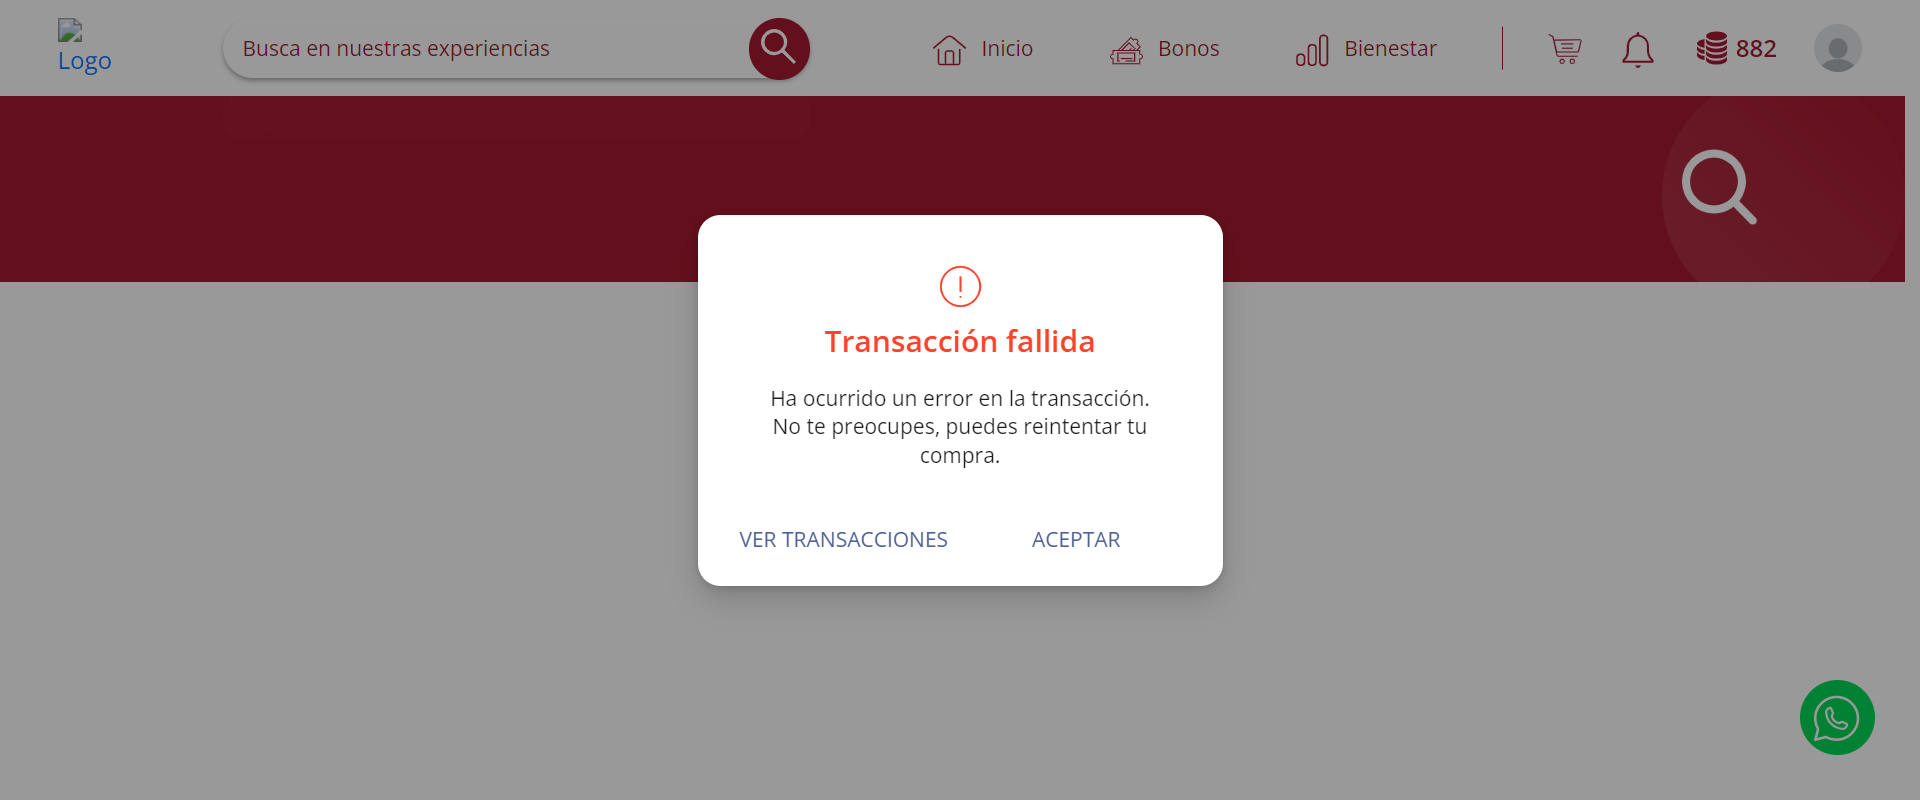 Logo
Busca en nuestras experiencias
Inicio
Bonos
Bienestar
882
Transacción fallida
Ha ocurrido un error en la transacción.
No te preocupes, puedes reintentar tu
compra.
VER TRANSACCIONES
ACEPTAR